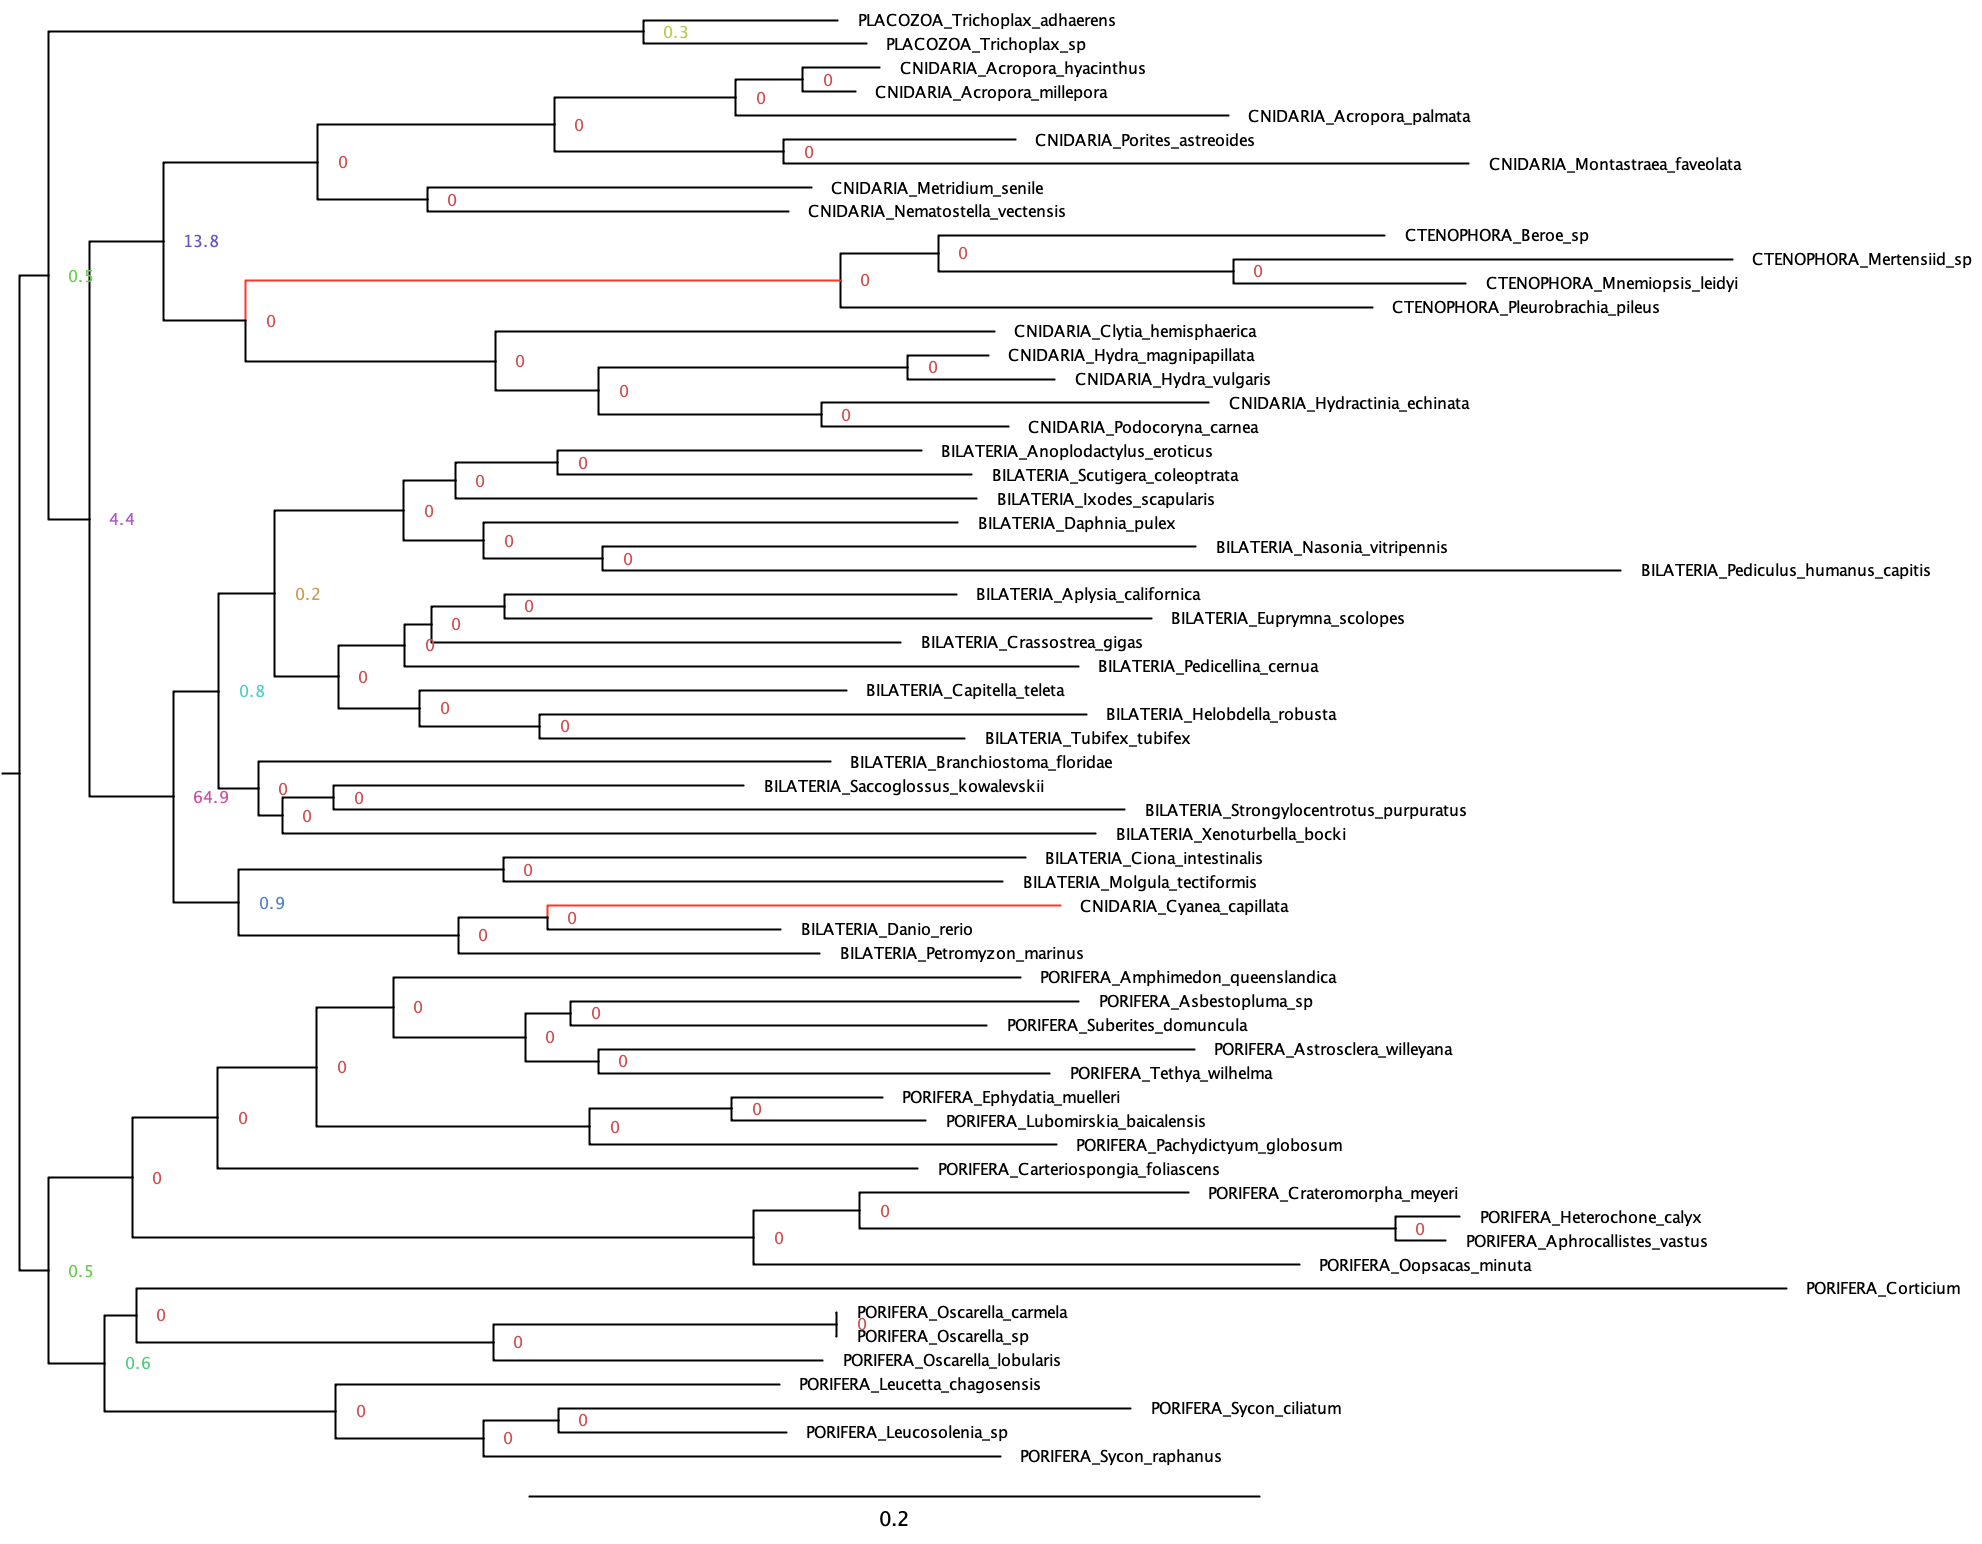 PLACOZOA_Trichoplax_adhaerens
0.3
PLACOZOA_Trichoplax_sp
CNIDARIA_Acropora_hyacinthus
0
CNIDARIA_Acropora_millepora
0
CNIDARIA_Acropora_palmata
0
CNIDARIA_Porites_astreoides
0
0
CNIDARIA_Montastraea_faveolata
CNIDARIA_Metridium_senile
0
CNIDARIA_Nematostella_vectensis
CTENOPHORA_Beroe_sp
13.8
0
CTENOPHORA_Mertensiid_sp
0
0.5
0
CTENOPHORA_Mnemiopsis_leidyi
CTENOPHORA_Pleurobrachia_pileus
0
CNIDARIA_Clytia_hemisphaerica
CNIDARIA_Hydra_magnipapillata
0
0
CNIDARIA_Hydra_vulgaris
0
CNIDARIA_Hydractinia_echinata
0
CNIDARIA_Podocoryna_carnea
BILATERIA_Anoplodactylus_eroticus
0
BILATERIA_Scutigera_coleoptrata
0
BILATERIA_Ixodes_scapularis
0
4.4
BILATERIA_Daphnia_pulex
0
BILATERIA_Nasonia_vitripennis
0
BILATERIA_Pediculus_humanus_capitis
0.2
BILATERIA_Aplysia_californica
0
BILATERIA_Euprymna_scolopes
0
BILATERIA_Crassostrea_gigas
0
BILATERIA_Pedicellina_cernua
0
0.8
BILATERIA_Capitella_teleta
0
BILATERIA_Helobdella_robusta
0
BILATERIA_Tubifex_tubifex
BILATERIA_Branchiostoma_floridae
BILATERIA_Saccoglossus_kowalevskii
0
64.9
0
BILATERIA_Strongylocentrotus_purpuratus
0
BILATERIA_Xenoturbella_bocki
BILATERIA_Ciona_intestinalis
0
BILATERIA_Molgula_tectiformis
0.9
CNIDARIA_Cyanea_capillata
0
BILATERIA_Danio_rerio
0
BILATERIA_Petromyzon_marinus
PORIFERA_Amphimedon_queenslandica
PORIFERA_Asbestopluma_sp
0
0
PORIFERA_Suberites_domuncula
0
PORIFERA_Astrosclera_willeyana
0
0
PORIFERA_Tethya_wilhelma
PORIFERA_Ephydatia_muelleri
0
0
PORIFERA_Lubomirskia_baicalensis
0
PORIFERA_Pachydictyum_globosum
PORIFERA_Carteriospongia_foliascens
0
PORIFERA_Crateromorpha_meyeri
0
PORIFERA_Heterochone_calyx
0
0
PORIFERA_Aphrocallistes_vastus
PORIFERA_Oopsacas_minuta
0.5
PORIFERA_Corticium
0
PORIFERA_Oscarella_carmela
0
PORIFERA_Oscarella_sp
0
PORIFERA_Oscarella_lobularis
0.6
PORIFERA_Leucetta_chagosensis
0
PORIFERA_Sycon_ciliatum
0
PORIFERA_Leucosolenia_sp
0
PORIFERA_Sycon_raphanus
0.2